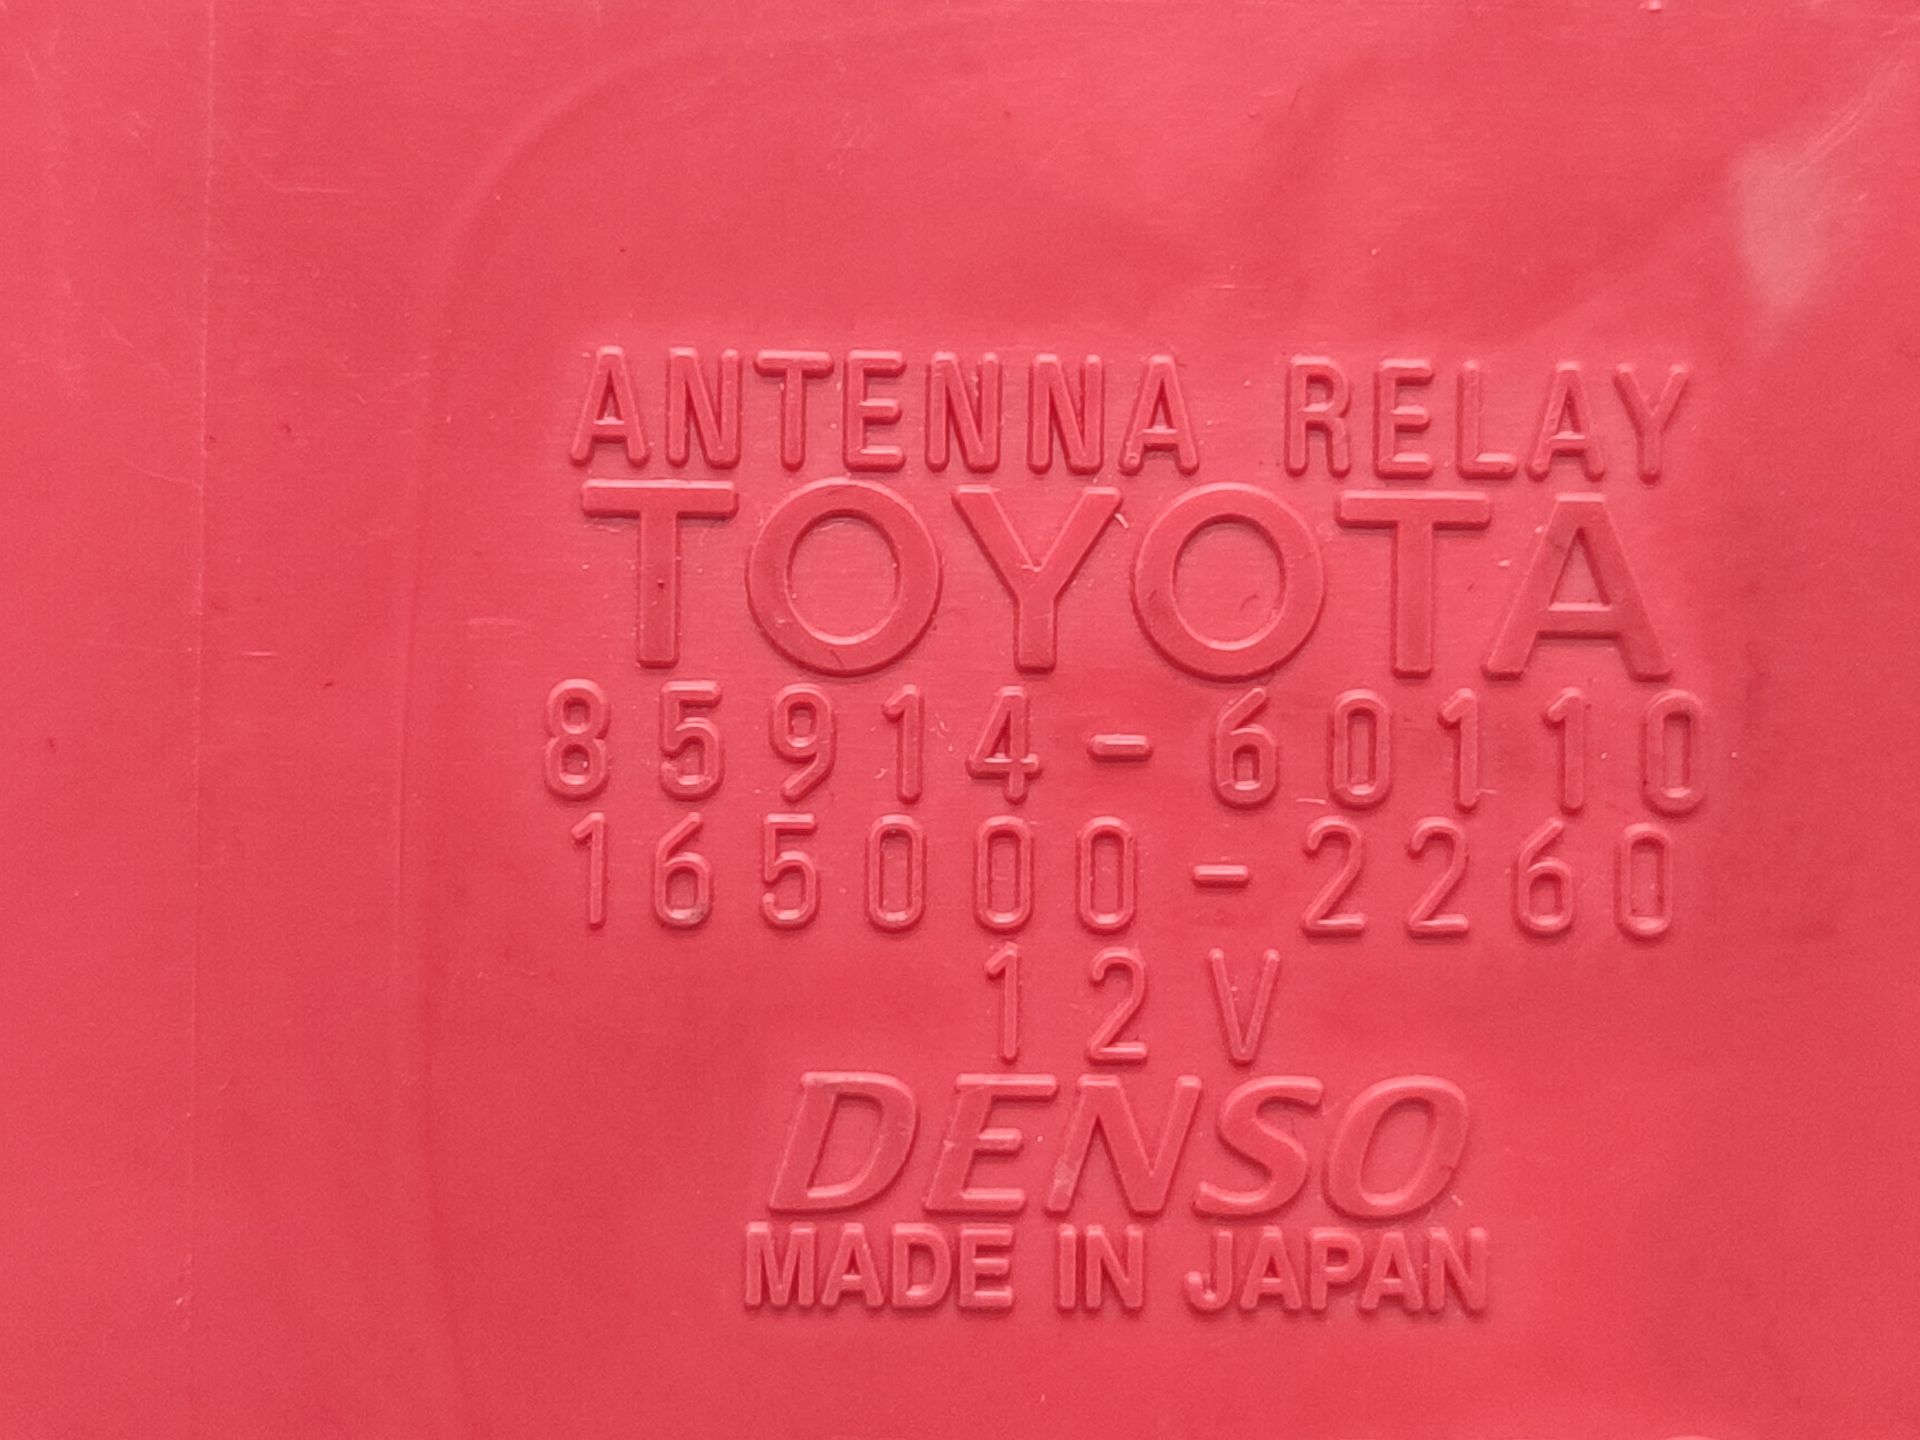 ANTENNA RELAY
TOYOTA
85914-60110
165000-2260
12V
DENSO
MADE IN JAPAN